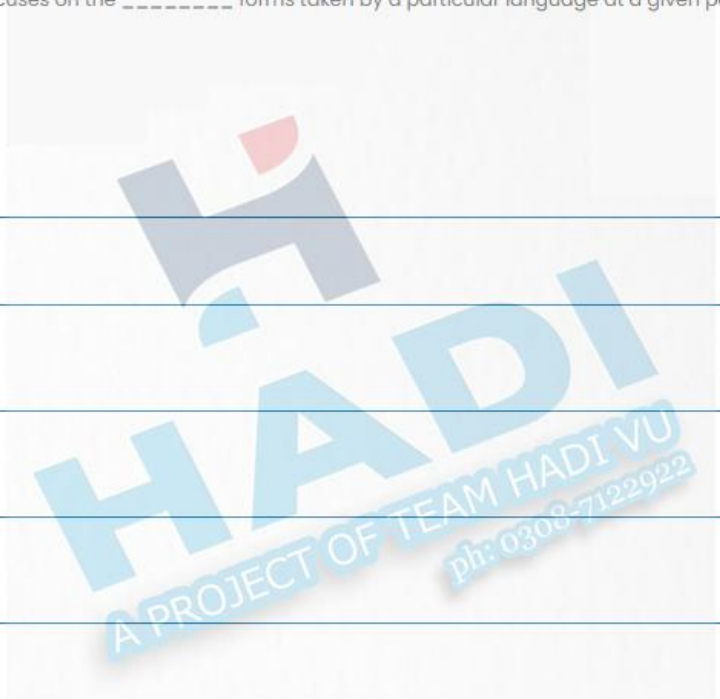 cuses on the ________ forms taken by a particular language at a given p
HADI
A PROJECT OF TEAM HADI VU
ph: 0308-7122922